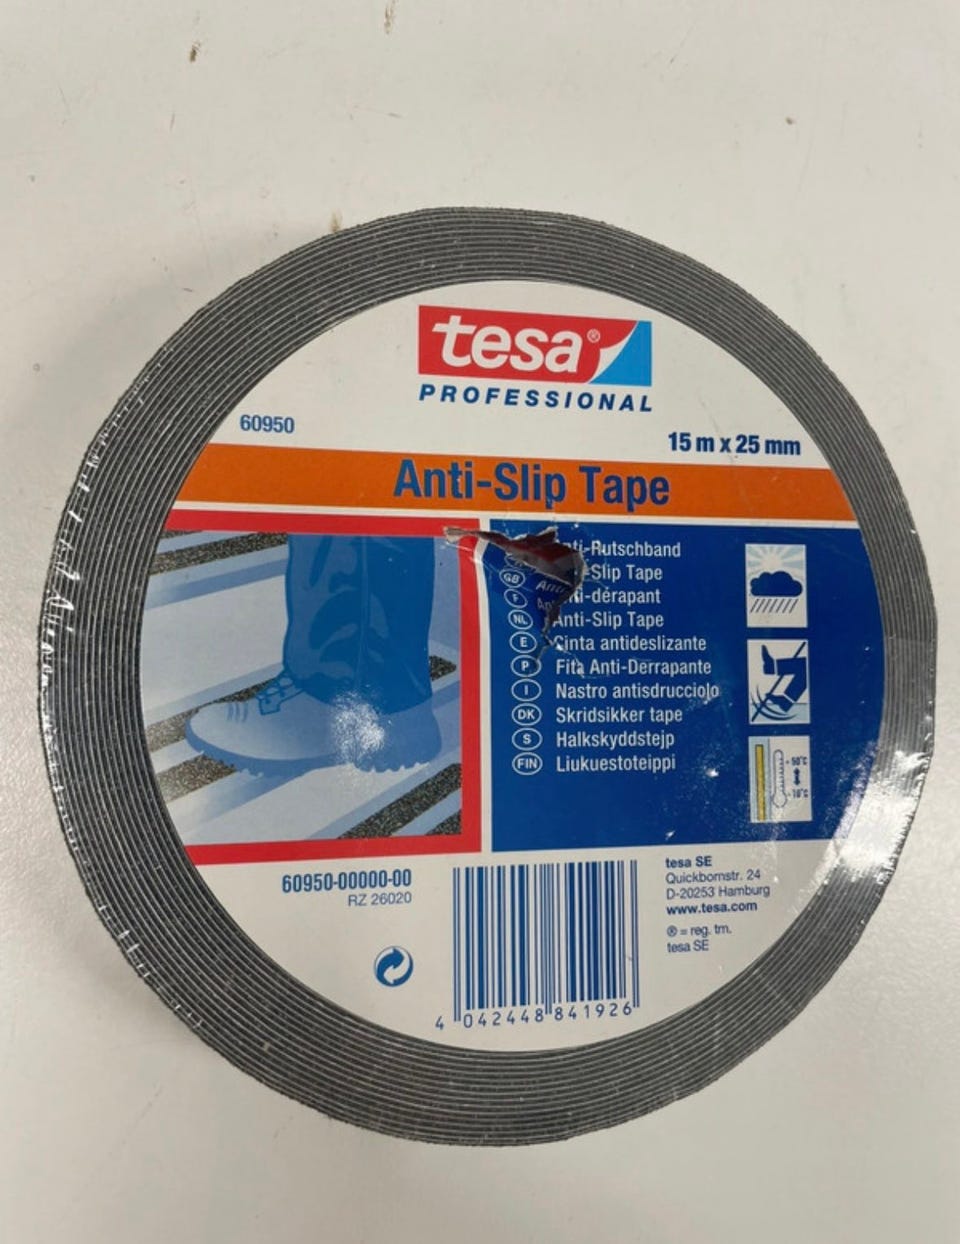 tesa®
PROFESSIONAL
60950
15 m x 25 mm
Anti-Slip Tape
-Rutschband
GB -Slip Tape
F -dérapant
NL Anti-Slip Tape
E Cinta antideslizante
P Fita Anti-Derrapante
I Nastro antisdrucciolo
DK Skridsikker tape
S Halkskyddstejp
FIN Liukuestoteippi
60950-00000-00
RZ 26020
tesa SE
Quickbornstr. 24
D-20253 Hamburg
www.tesa.com
® = reg. tm.
tesa SE
4 042448 841926